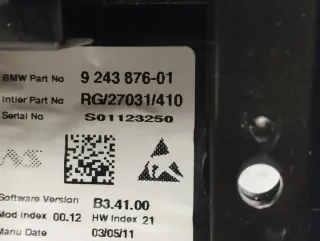 BMW Part No 9 243 876-01
Intier Part No RG/27031/410
Serial No S01123250
Software Version B3.41.00
Mod Index 00.12 HW Index 21
Manu Date 03/05/11